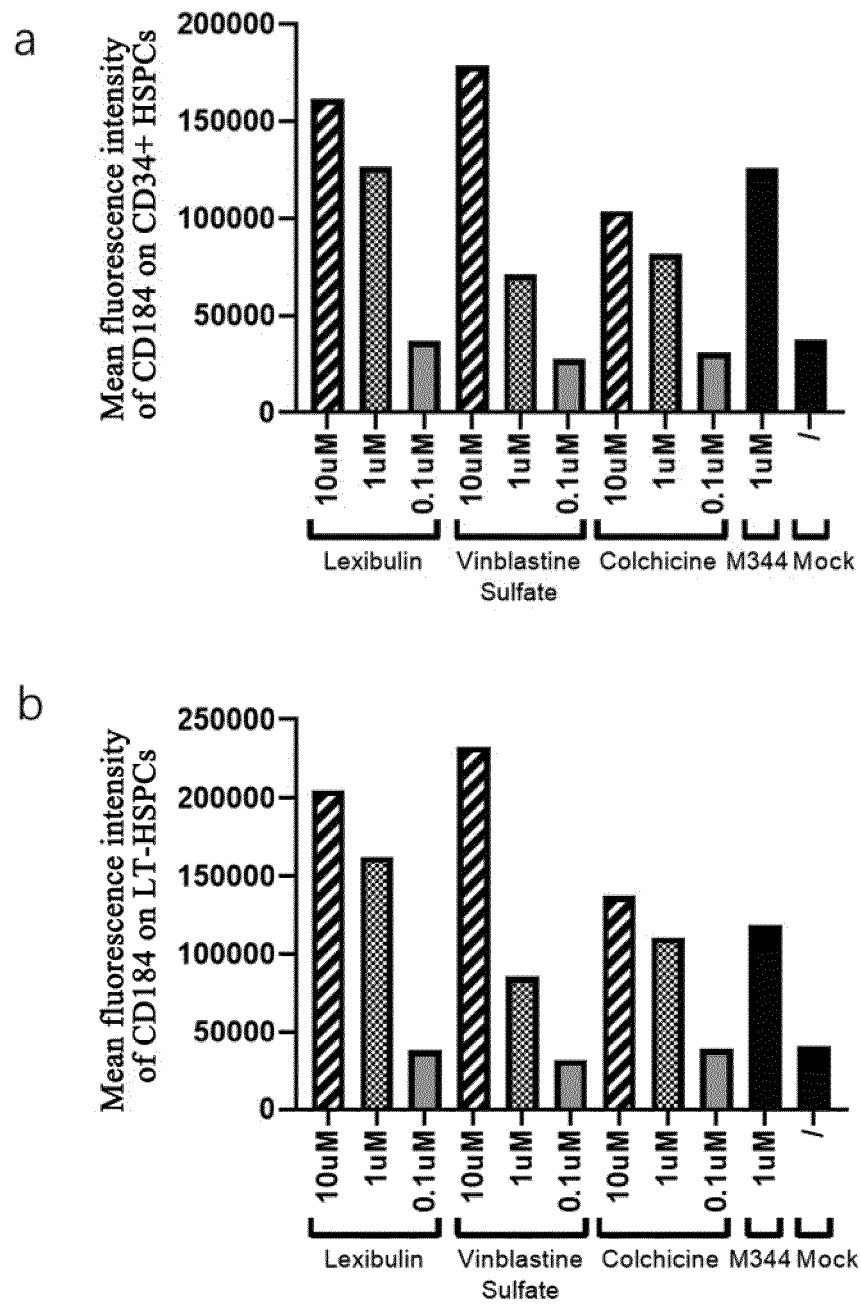 a
Mean fluorescence intensity
of CD184 on CD34+ HSPCs
200000
150000
100000
50000
0
10uM 1uM 0.1uM 10uM 1uM 0.1uM 10uM 1uM 0.1uM 1uM /
Lexibulin Vinblastine Colchicine M344 Mock
Sulfate
b
Mean fluorescence intensity
of CD184 on LT-HSPCs
250000
200000
150000
100000
50000
0
10uM 1uM 0.1uM 10uM 1uM 0.1uM 10uM 1uM 0.1uM 1uM /
Lexibulin Vinblastine Colchicine M344 Mock
Sulfate